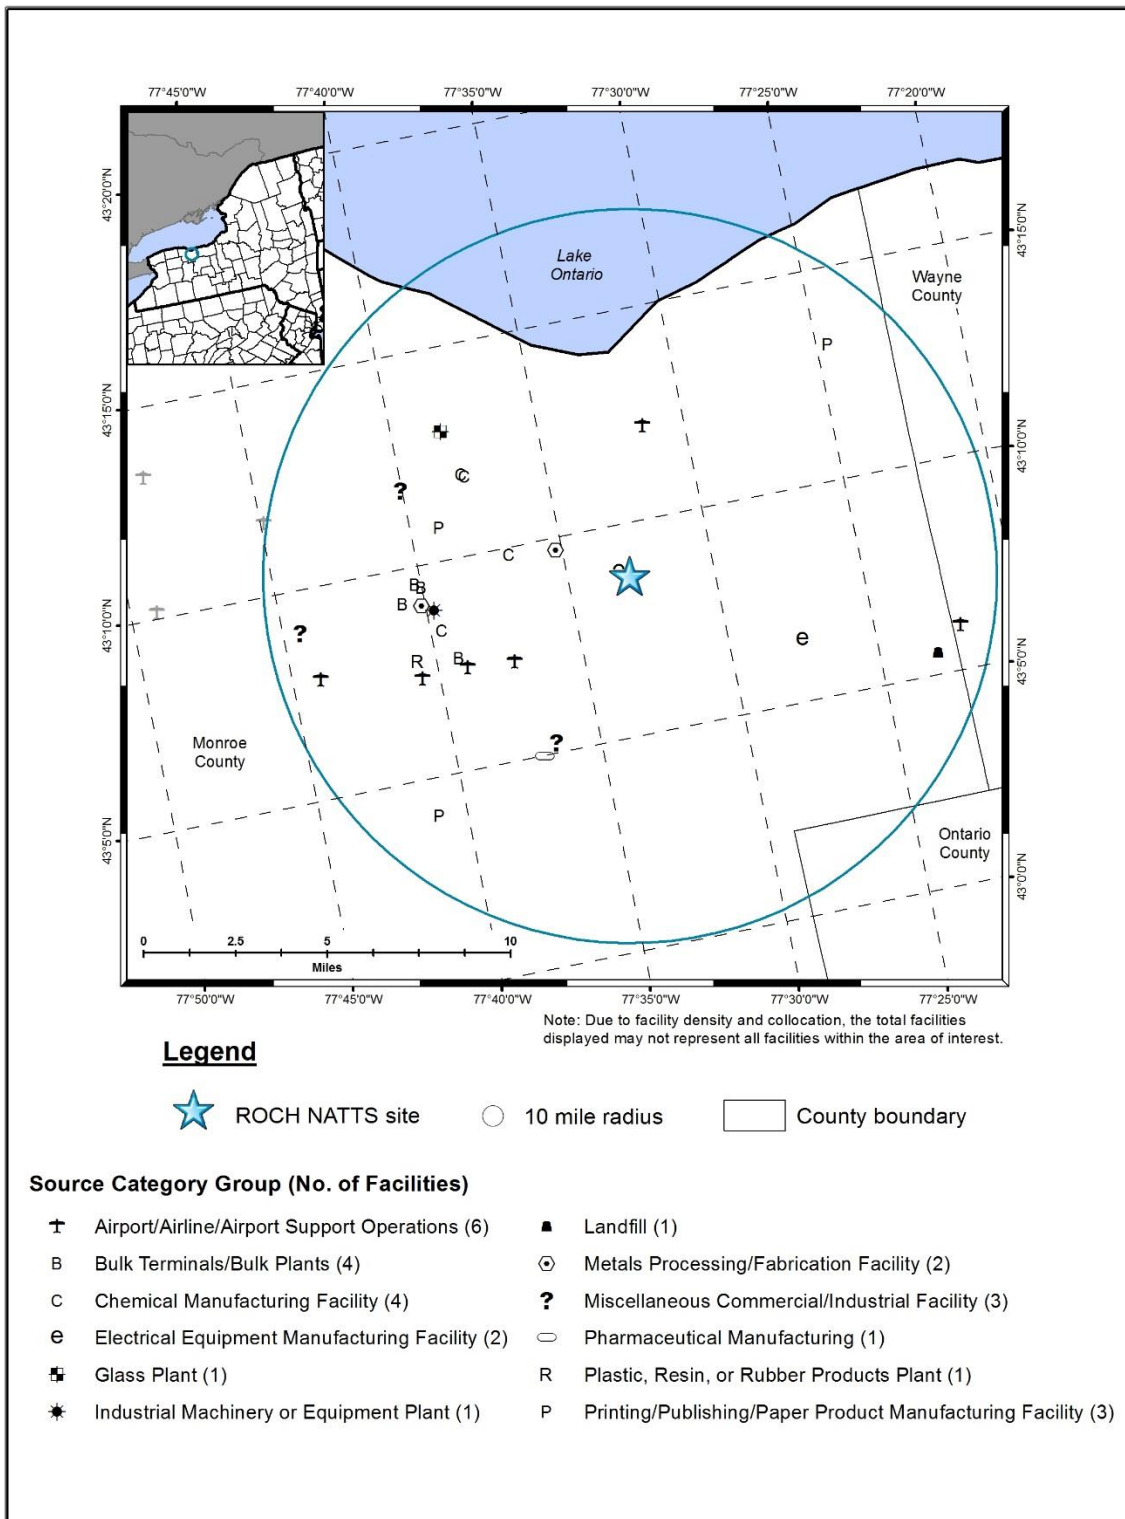 77°45'0"W 77°40'0"W 77°35'0"W 77°30'0"W 77°25'0"W 77°20'0"W
43°20'0"N
43°15'0"N
43°10'0"N
43°5'0"N
43°15'0"N
43°10'0"N
43°5'0"N
43°0'0"N
Lake
Ontario
Wayne
County
P
C
C
?
P
C
B
B
B
C
?
e
R
B
?
Monroe
County
P
Ontario
County
0 2.5 5 10
Miles
77°50'0"W 77°45'0"W 77°40'0"W 77°35'0"W 77°30'0"W 77°25'0"W
Note: Due to facility density and collocation, the total facilities
displayed may not represent all facilities within the area of interest.
Legend
ROCH NATTS site 10 mile radius County boundary
Source Category Group (No. of Facilities)
Airport/Airline/Airport Support Operations (6)
B Bulk Terminals/Bulk Plants (4)
C Chemical Manufacturing Facility (4)
e Electrical Equipment Manufacturing Facility (2)
Glass Plant (1)
Industrial Machinery or Equipment Plant (1)
Landfill (1)
Metals Processing/Fabrication Facility (2)
? Miscellaneous Commercial/Industrial Facility (3)
Pharmaceutical Manufacturing (1)
R Plastic, Resin, or Rubber Products Plant (1)
P Printing/Publishing/Paper Product Manufacturing Facility (3)